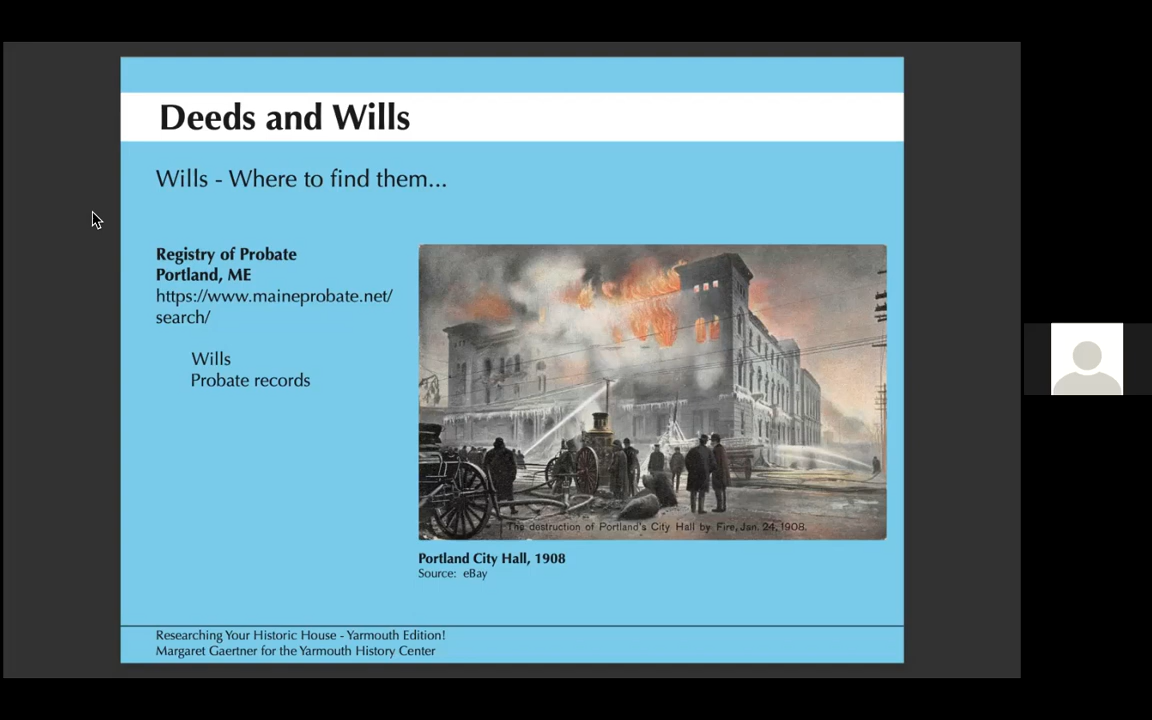 Deeds and Wills
Wills - Where to find them...
Registry of Probate
Portland, ME
https://www.maineprobate.net/
search/
Wills
Probate records
The destruction of Portland's City Hall by Fire, Jan. 24, 1908.
Portland City Hall, 1908
Source: eBay
Researching Your Historic House - Yarmouth Edition!
Margaret Gaertner for the Yarmouth History Center